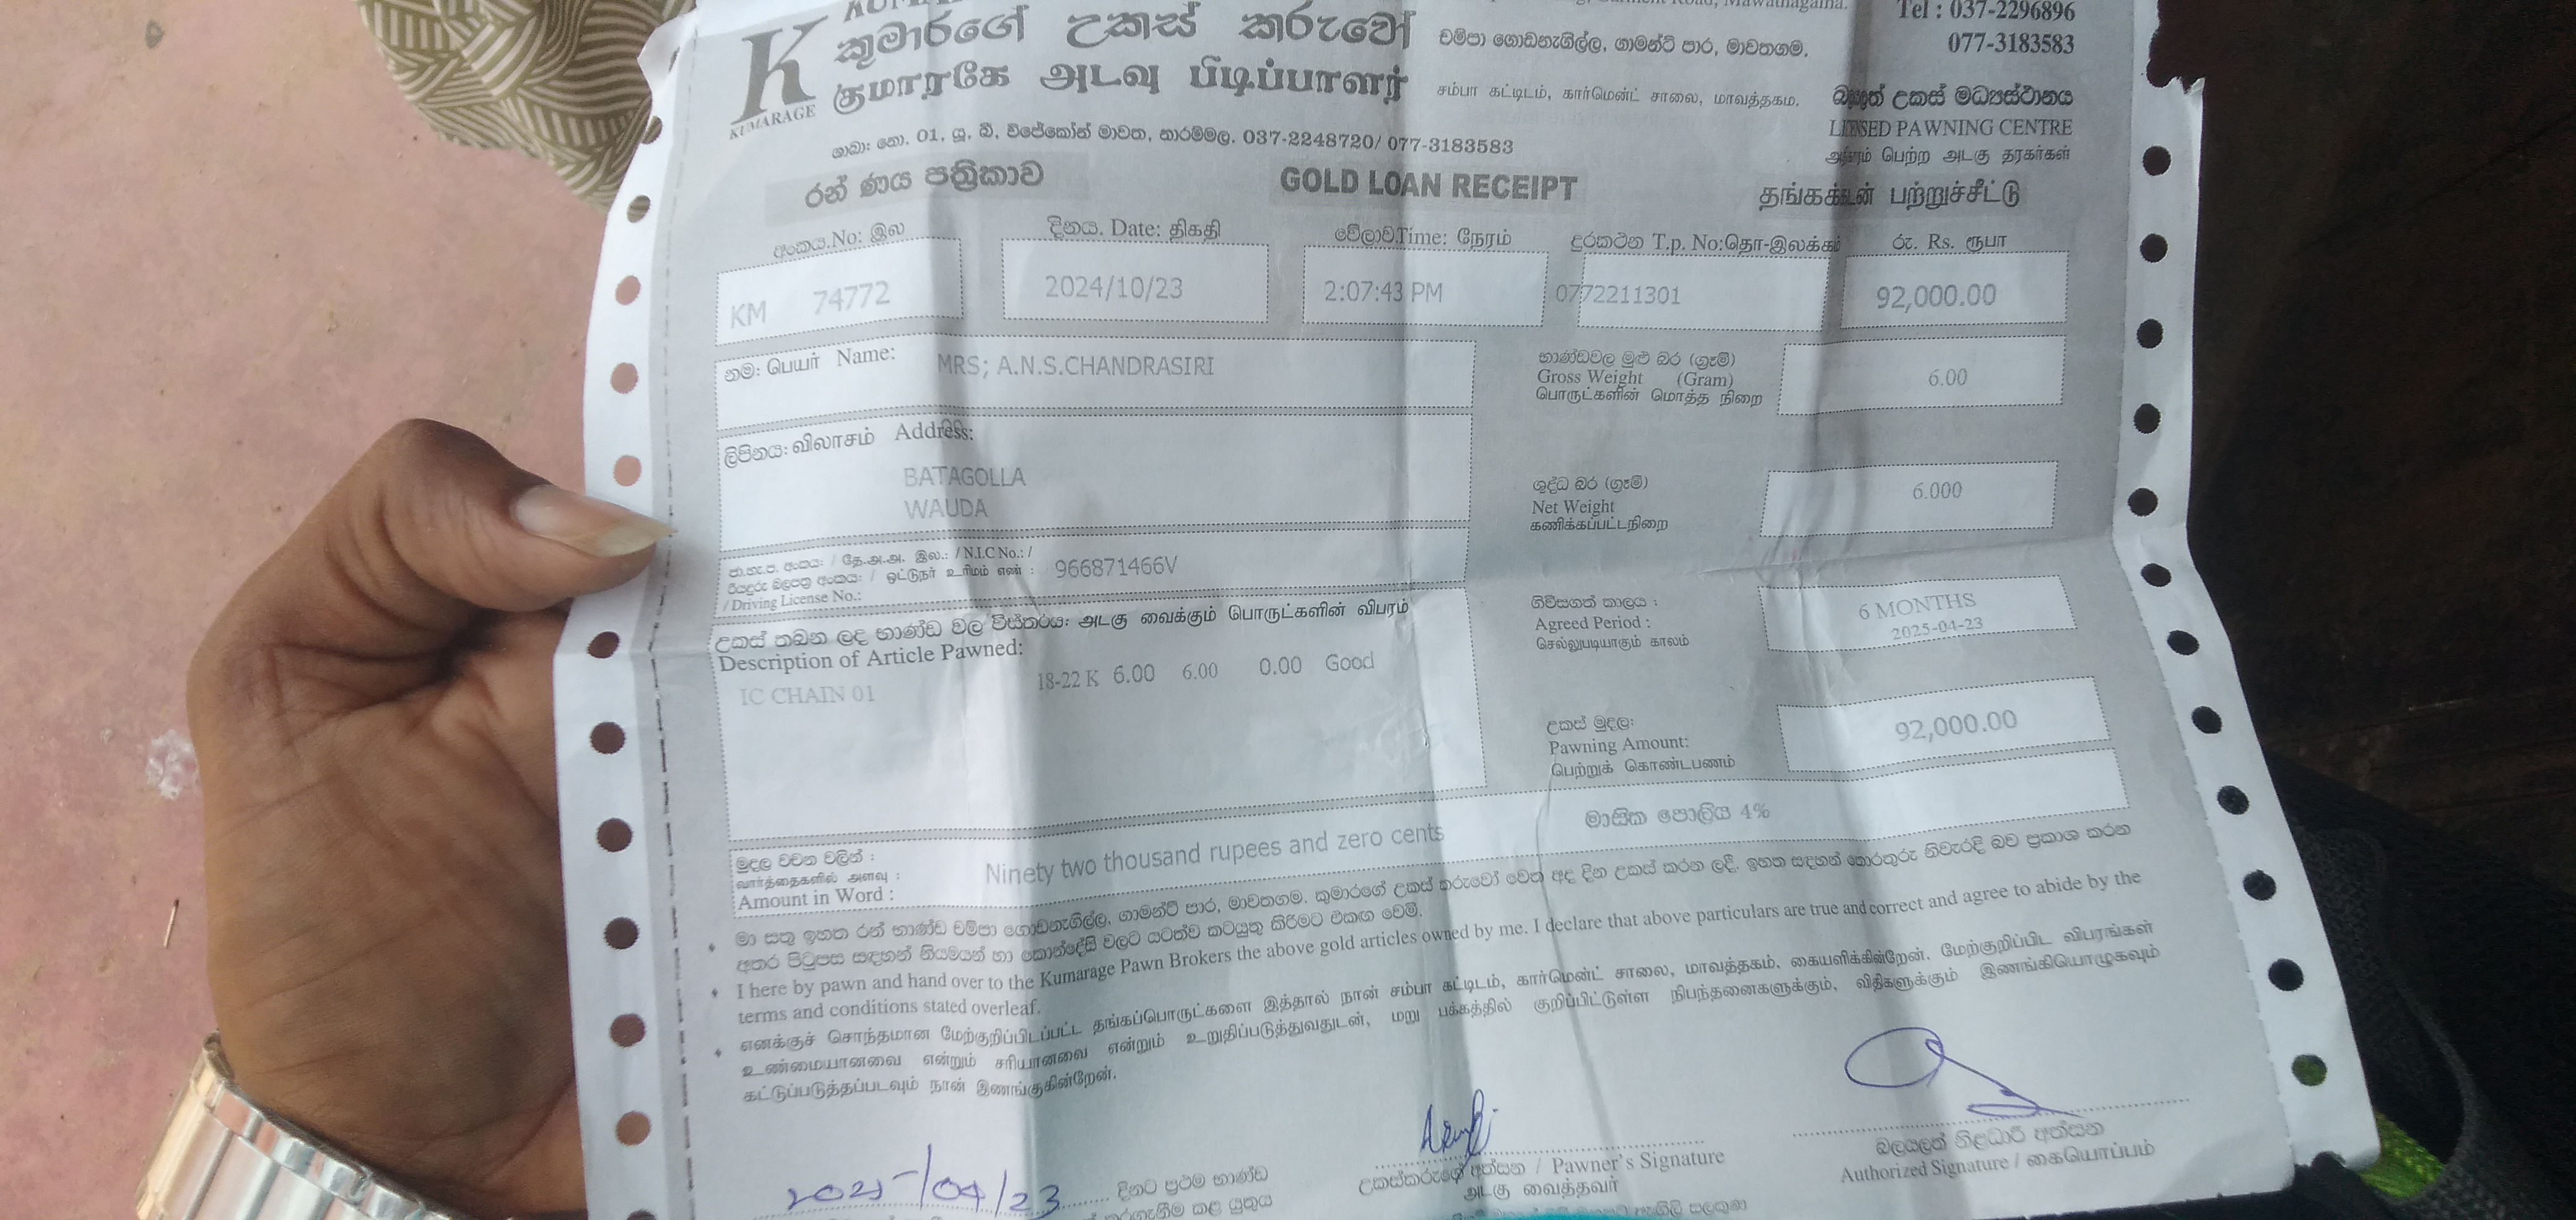 Tel : 037-2296896
077-3183583
K
KUMARAGE
කුමාරගේ උකස් කරුවෝ
චම්පා ගොඩනැගිල්ල, ගාමන්ට් පාර, මාවතගම.
குமாரகே அடவு பிடிப்பாளர்
சம்பா கட்டிடம், கார்மென்ட் சாலை, மாவத்தகம.
උකස් මධ්‍යස්ථානය
PAWNING CENTRE
பெற்ற அடகு தரகர்கள்
ශාඛා: නො. 01, යූ. බී. විජේකෝන් මාවත, නාරම්මල. 037-2248720/ 077-3183583
රන් ණය පත්‍රිකාව
GOLD LOAN RECEIPT
தங்கக்கடன் பற்றுச்சீட்டு
අංකය.No: இல
දිනය. Date: திகதி
වේලාව.Time: நேரம்
දුරකථන T.p. No:தொ-இலக்கம்
රු. Rs. ரூபா
KM 74772
2024/10/23
2:07:43 PM
0772211301
92,000.00
නම: பெயர் Name: MRS; A.N.S.CHANDRASIRI
භාණ්ඩවල මුළු බර (ග්‍රෑම්)
Gross Weight (Gram)
பொருட்களின் மொத்த நிறை
6.00
ලිපිනය: விலாசம் Address:
BATAGOLLA
WAUDA
ශුද්ධ බර (ග්‍රෑම්)
Net Weight
கணிக்கப்பட்டநிறை
6.000
ජා.හැ.ප. අංකය: / தே.அ.அ. இல.: / N.I.C No.: /
රියදුරු බලපත්‍ර අංකය: / ஓட்டுநர் உரிமம் எண் :
/ Driving License No.:
966871466V
ගිවිසගත් කාලය :
Agreed Period :
செல்லுபடியாகும் காலம்
6 MONTHS
2025-04-23
උකස් තබන ලද භාණ්ඩ වල විස්තරය: அடகு வைக்கும் பொருட்களின் விபரம்
Description of Article Pawned:
18-22 K 6.00 6.00 0.00 Good
IC CHAIN 01
උකස් මුදල:
Pawning Amount:
பெற்றுக் கொண்டபணம்
92,000.00
මාසික පොලිය 4%
මුදල වචන වලින් :
வார்த்தைகளில் அளவு :
Amount in Word :
Ninety two thousand rupees and zero cents
මා සතු ඉහත රන් භාණ්ඩ චම්පා ගොඩනැගිල්ල, ගාමන්ට් පාර, මාවතගම. කුමාරගේ උකස් කරුවෝ වෙත අද දින උකස් කරන ලදී. ඉහත සඳහන් තොරතුරු නිවැරදි බව ප්‍රකාශ කරන
අතර පිටුපස සඳහන් නියමයන් හා කොන්දේසි වලට යටත්ව කටයුතු කිරීමට එකඟ වෙමි.
I here by pawn and hand over to the Kumarage Pawn Brokers the above gold articles owned by me. I declare that above particulars are true and correct and agree to abide by the
terms and conditions stated overleaf.
எனக்குச் சொந்தமான மேற்குறிப்பிடப்பட்ட தங்கப்பொருட்களை இத்தால் நான் சம்பா கட்டிடம், கார்மென்ட் சாலை, மாவத்தகம். கையளிக்கின்றேன். மேற்குறிப்பிட்ட விபரங்கள்
உண்மையானவை என்றும் சரியானவை என்றும் உறுதிப்படுத்துவதுடன், மறு பக்கத்தில் குறிப்பிட்டுள்ள நிபந்தனைகளுக்கும், விதிகளுக்கும் இணங்கியொழுகவும்
கட்டுப்படுத்தப்படவும் நான் இணங்குகின்றேன்.
2025/04/23 දිනට ප්‍රථම භාණ්ඩ
කළ යුතුය
උකස්කරුගේ අත්සන / Pawner's Signature
அடகு வைத்தவர்
බලයලත් නිළධාරී අත්සන
Authorized Signature / கையொப்பம்